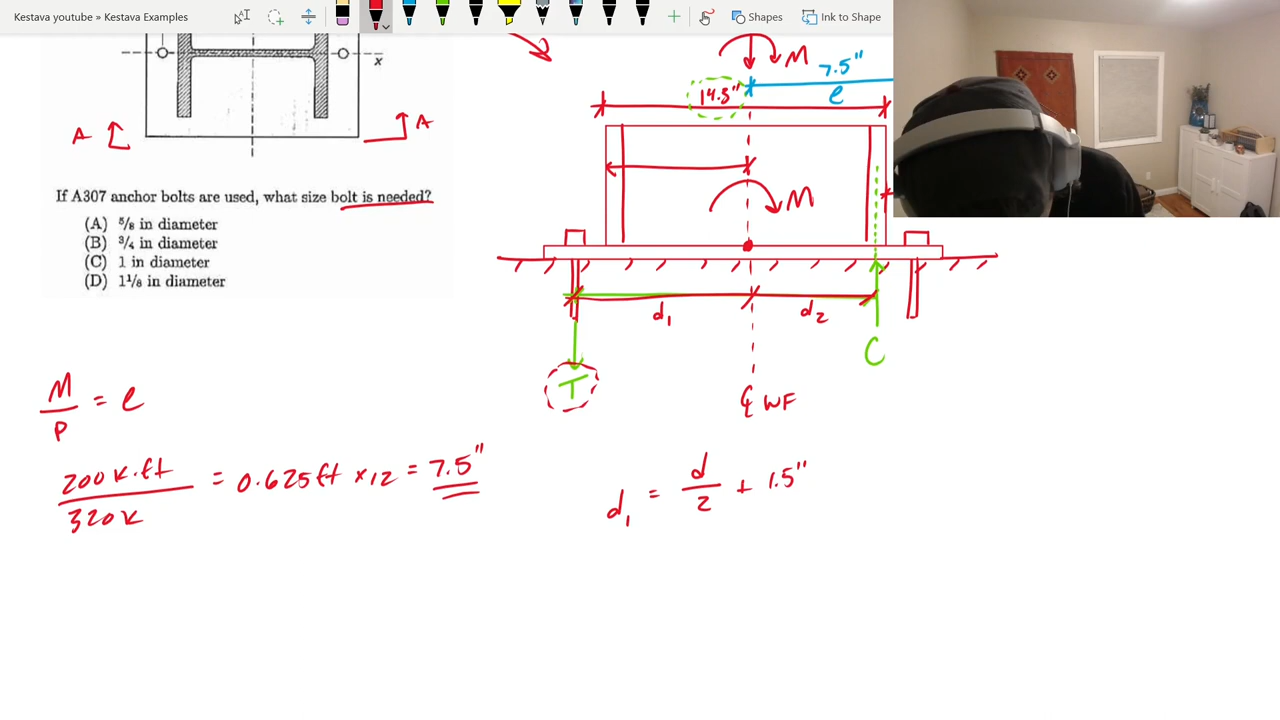 Kestava youtube » Kestava Examples
Shapes
Ink to Shape
x
A
A
M
7.5"
e
14.5"
M
If A307 anchor bolts are used, what size bolt is needed?
(A) 5/8 in diameter
(B) 3/4 in diameter
(C) 1 in diameter
(D) 1 1/8 in diameter
d1
d2
T
C
℄ WF
M/P = e
200 k·ft / 320 k = 0.625 ft × 12 = 7.5"
d1 = d/2 + 1.5"